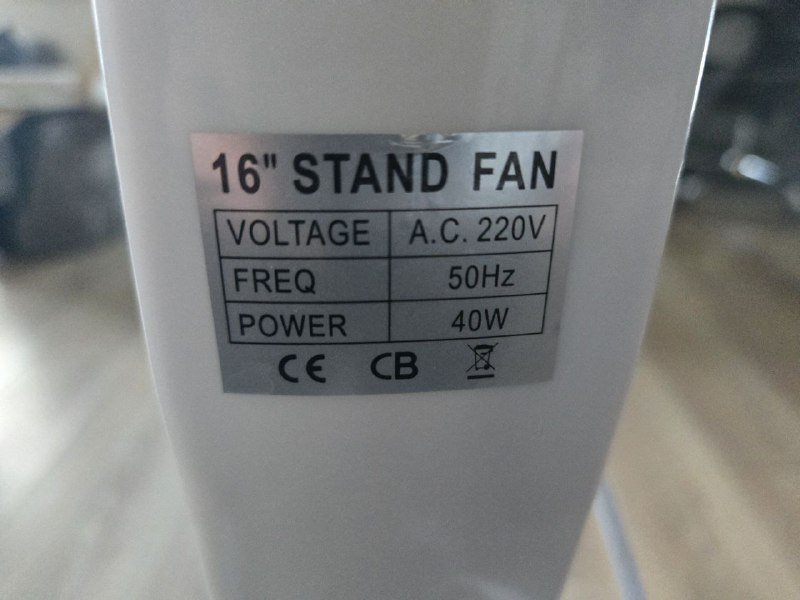 16" STAND FAN
VOLTAGE A.C. 220V
FREQ 50Hz
POWER 40W
CE CB